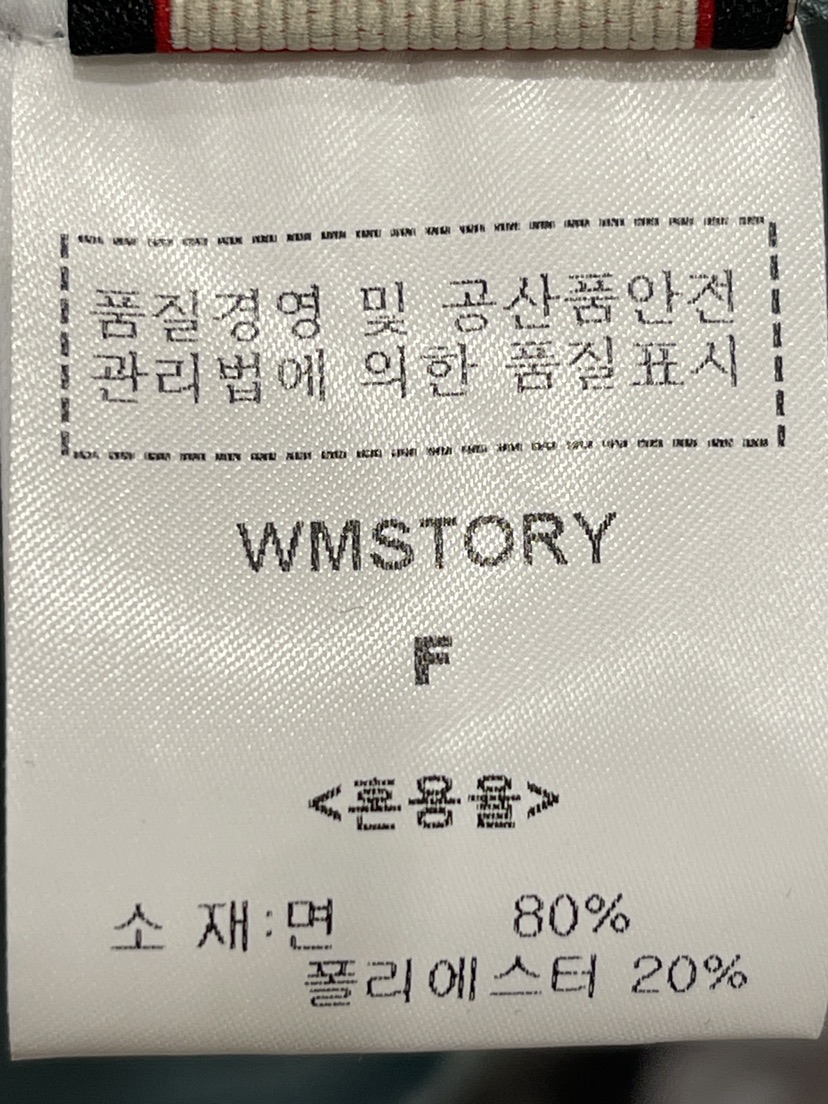 품질경영 및 공산품안전
관리법에 의한 품질표시
WMSTORY
F
<혼용율>
소 재:면 80%
폴리에스터 20%